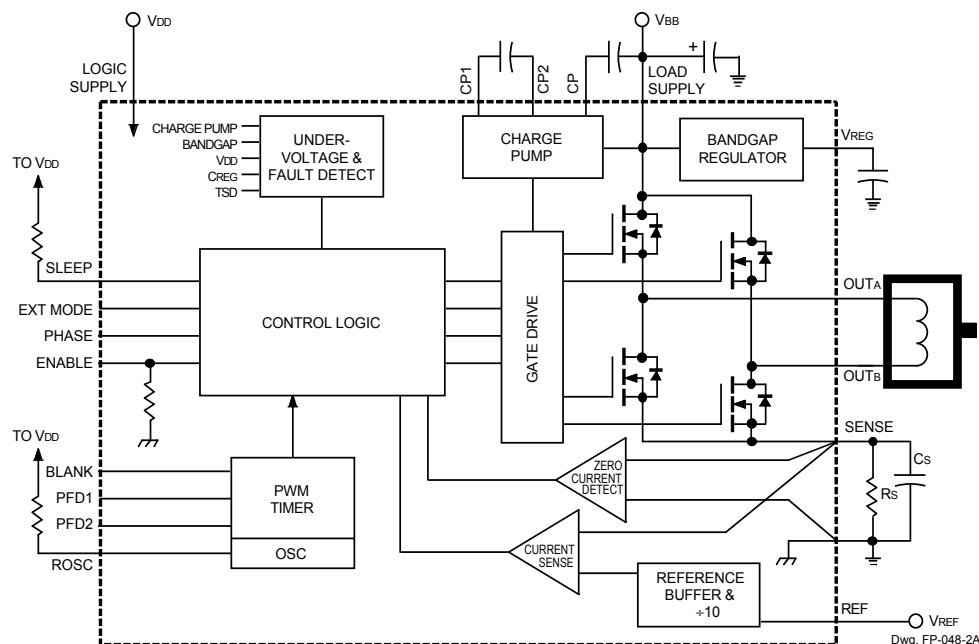 VDD
VBB
LOGIC
SUPPLY
CP1
CP2
CP
+
LOAD
SUPPLY
CHARGE PUMP
BANDGAP
VDD
CREG
TSD
UNDER-
VOLTAGE &
FAULT DETECT
CHARGE
PUMP
BANDGAP
REGULATOR
VREG
TO VDD
SLEEP
EXT MODE
PHASE
ENABLE
CONTROL LOGIC
GATE DRIVE
OUTA
OUTB
SENSE
TO VDD
BLANK
PFD1
PFD2
ROSC
PWM
TIMER
OSC
ZERO
CURRENT
DETECT
CURRENT
SENSE
CS
RS
REFERENCE
BUFFER &
÷10
REF
VREF
Dwg. FP-048-2A